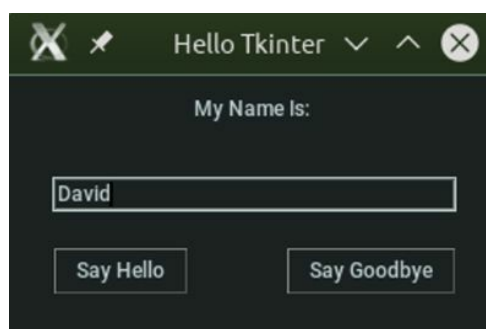 Hello Tkinter
My Name Is:
David
Say Hello
Say Goodbye